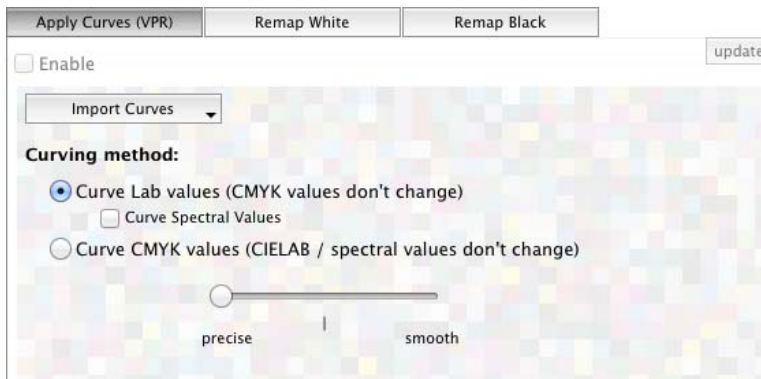 Apply Curves (VPR) Remap White Remap Black
update
Enable
Import Curves
Curving method:
Curve Lab values (CMYK values don't change)
Curve Spectral Values
Curve CMYK values (CIELAB / spectral values don't change)
precise smooth